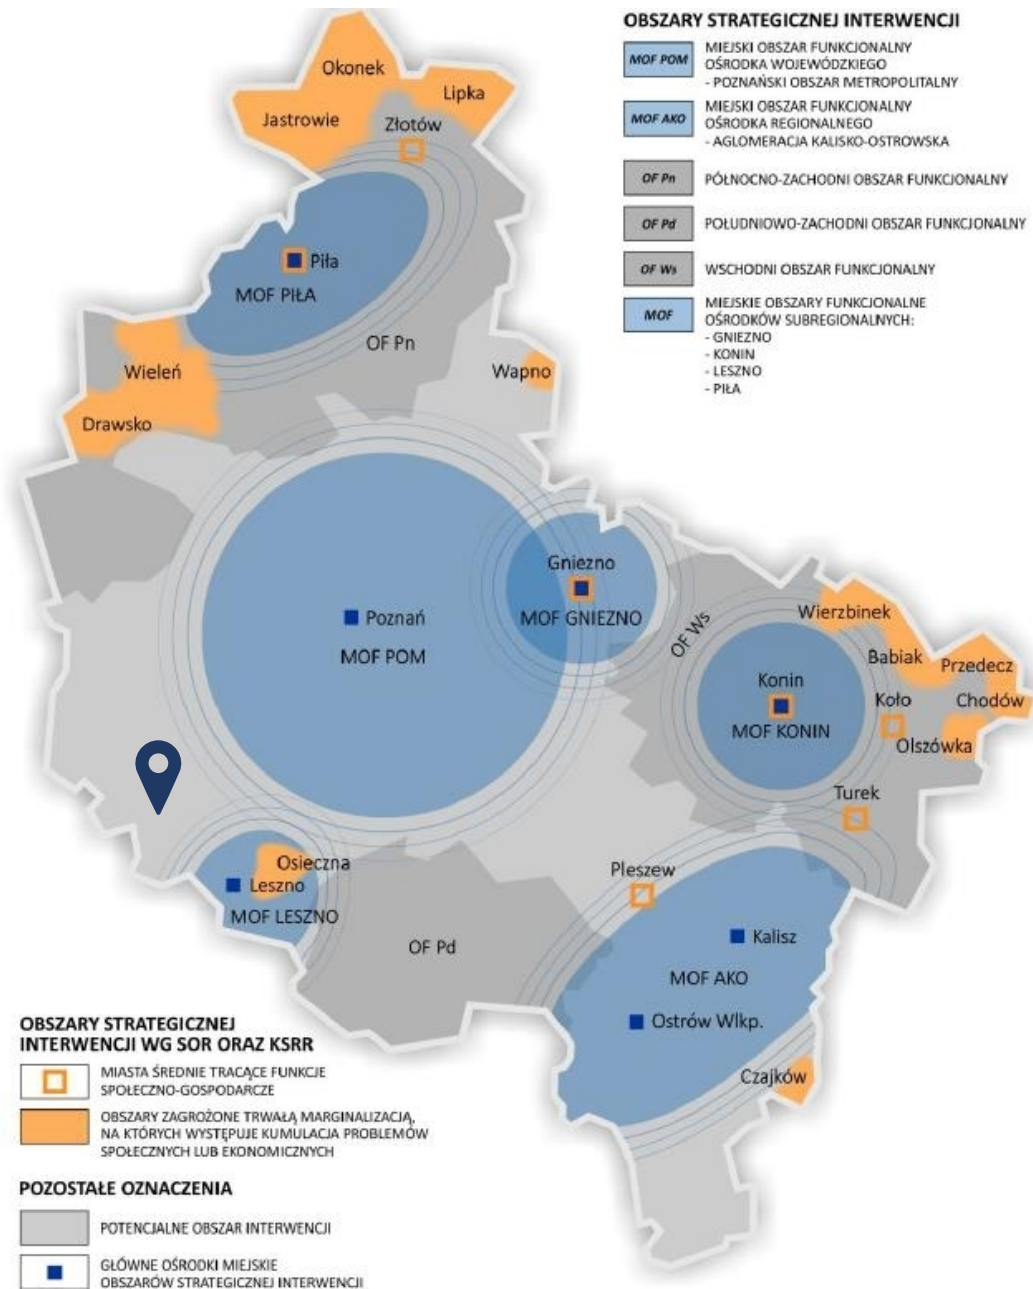 OBSZARY STRATEGICZNEJ INTERWENCJI
MOF POM
MIEJSKI OBSZAR FUNKCJONALNY
OŚRODKA WOJEWÓDZKIEGO
- POZNAŃSKI OBSZAR METROPOLITALNY
MOF AKO
MIEJSKI OBSZAR FUNKCJONALNY
OŚRODKA REGIONALNEGO
- AGLOMERACJA KALISKO-OSTROWSKA
OF Pn
PÓŁNOCNO-ZACHODNI OBSZAR FUNKCJONALNY
OF Pd
POŁUDNIOWO-ZACHODNI OBSZAR FUNKCJONALNY
OF Ws
WSCHODNI OBSZAR FUNKCJONALNY
MOF
MIEJSKIE OBSZARY FUNKCJONALNE
OŚRODKÓW SUBREGIONALNYCH:
- GNIEZNO
- KONIN
- LESZNO
- PIŁA
Okonek
Lipka
Jastrowie
Złotów
Piła
MOF PIŁA
OF Pn
Wieleń
Wapno
Drawsko
Gniezno
MOF GNIEZNO
Poznań
MOF POM
OF Ws
Wierzbinek
Babiak
Przedecz
Konin
Koło
Chodów
MOF KONIN
Olszówka
Turek
Osieczna
Leszno
MOF LESZNO
Pleszew
OF Pd
Kalisz
MOF AKO
Ostrów Wlkp.
Czajków
OBSZARY STRATEGICZNEJ
INTERWENCJI WG SOR ORAZ KSRR
MIASTA ŚREDNIE TRACĄCE FUNKCJE
SPOŁECZNO-GOSPODARCZE
OBSZARY ZAGROŻONE TRWAŁĄ MARGINALIZACJĄ,
NA KTÓRYCH WYSTĘPUJE KUMULACJA PROBLEMÓW
SPOŁECZNYCH LUB EKONOMICZNYCH
POZOSTAŁE OZNACZENIA
POTENCJALNE OBSZAR INTERWENCJI
GŁÓWNE OŚRODKI MIEJSKIE
OBSZARÓW STRATEGICZNEJ INTERWENCJI